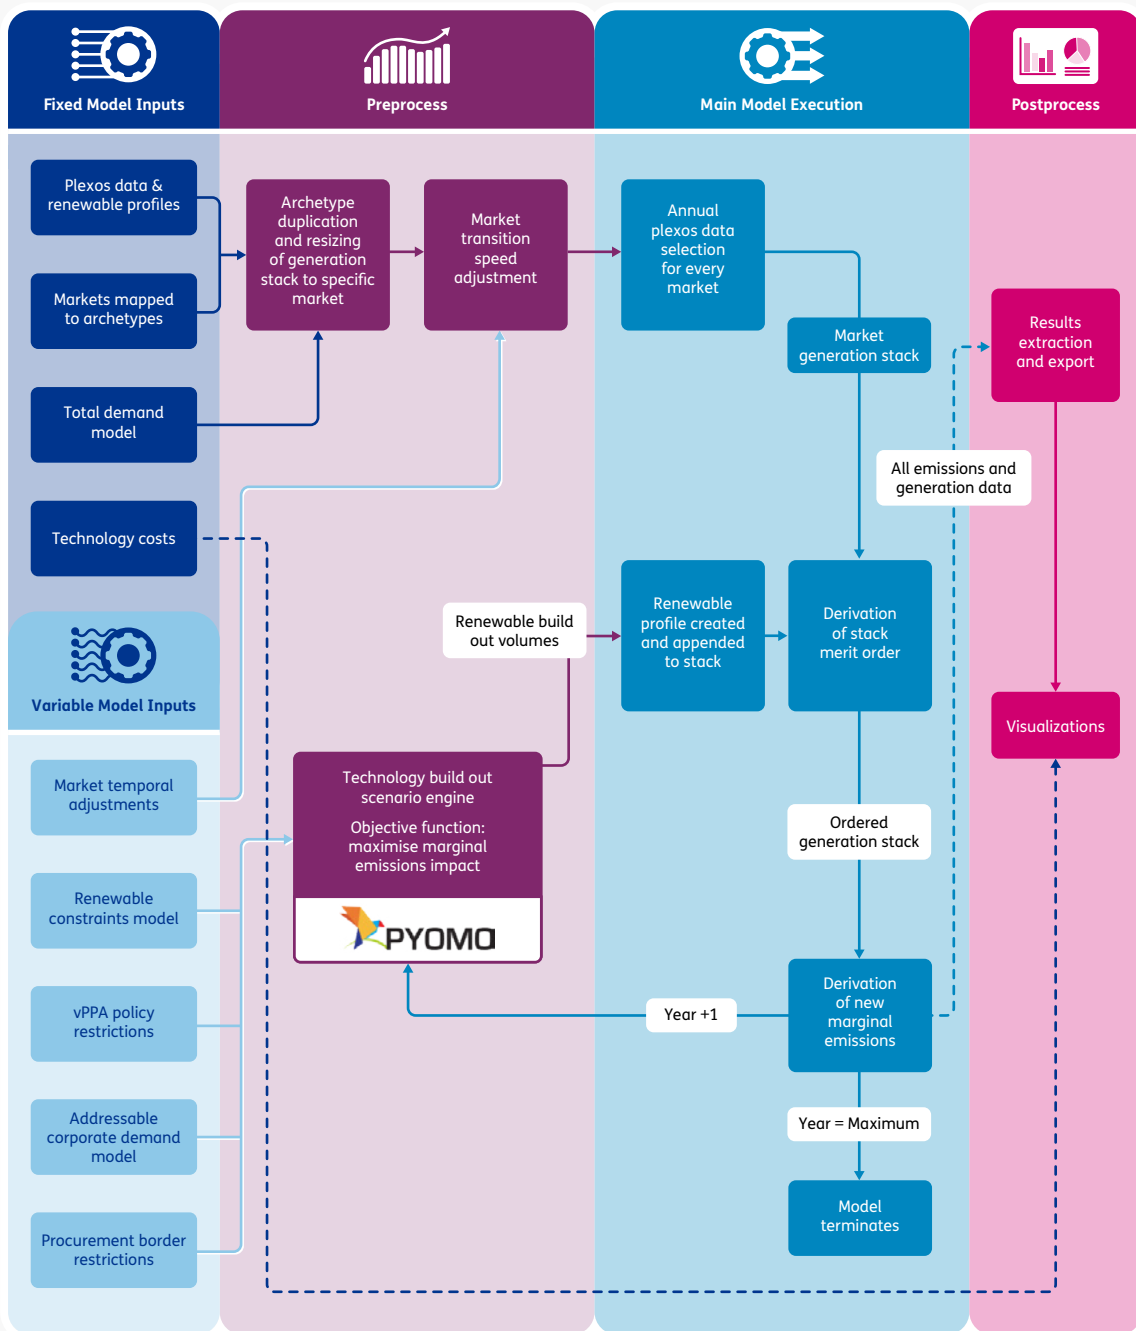 Fixed Model Inputs
Preprocess
Main Model Execution
Postprocess
Plexos data &
renewable profiles
Markets mapped
to archetypes
Total demand
model
Technology costs
Variable Model Inputs
Market temporal
adjustments
Renewable
constraints model
vPPA policy
restrictions
Addressable
corporate demand
model
Procurement border
restrictions
Archetype
duplication
and resizing
of generation
stack to specific
market
Market
transition
speed
adjustment
Renewable build
out volumes
Technology build out
scenario engine
Objective function:
maximise marginal
emissions impact
PYOMO
Annual
plexos data
selection
for every
market
Market
generation stack
All emissions and
generation data
Renewable
profile created
and appended
to stack
Derivation
of stack
merit order
Ordered
generation stack
Derivation
of new
marginal
emissions
Year +1
Year = Maximum
Model
terminates
Results
extraction
and export
Visualizations